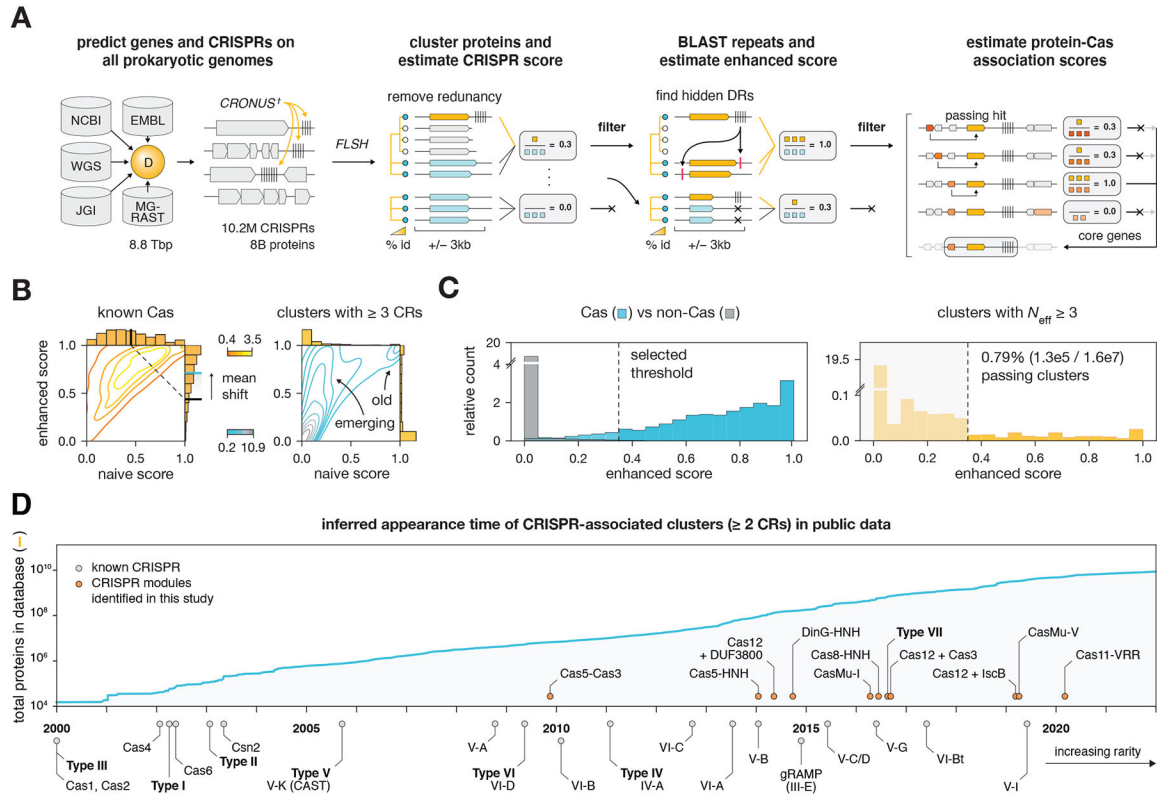 A
predict genes and CRISPRs on
all prokaryotic genomes
cluster proteins and
estimate CRISPR score
BLAST repeats and
estimate enhanced score
estimate protein-Cas
association scores
NCBI
EMBL
WGS
D
JGI
MG-
RAST
8.8 Tbp
CRONUS†
10.2M CRISPRs
8B proteins
FLSH
remove redunancy
= 0.3
= 0.0
% id
+/− 3kb
filter
find hidden DRs
= 1.0
= 0.3
% id
+/− 3kb
filter
passing hit
= 0.3
= 0.3
= 1.0
= 0.0
core genes
B
known Cas
clusters with ≥ 3 CRs
enhanced score
1.0
0.5
0.0
0.0
0.5
1.0
naive score
0.4 3.5
mean
shift
0.2 10.9
1.0
0.5
0.0
old
emerging
0.0
0.5
1.0
naive score
C
Cas ( ) vs non-Cas ( )
clusters with Neff ≥ 3
relative count
20
4
2
0
selected
threshold
0.0 0.2 0.4 0.6 0.8 1.0
enhanced score
19.5
0.1
0.0
0.79% (1.3e5 / 1.6e7)
passing clusters
0.0 0.2 0.4 0.6 0.8 1.0
enhanced score
D
inferred appearance time of CRISPR-associated clusters (≥ 2 CRs) in public data
total proteins in database (–)
10¹⁰
10⁸
10⁶
10⁴
known CRISPR
CRISPR modules
identified in this study
Cas5-Cas3
Cas12
+ DUF3800
Cas5-HNH
DinG-HNH
Cas8-HNH
CasMu-I
Type VII
Cas12 + Cas3
CasMu-V
Cas12 + IscB
Cas11-VRR
2000
2005
2010
2015
2020
Type III
Cas1, Cas2
Cas4
Type I
Cas6
Csn2
Type II
Type V
V-K (CAST)
V-A
Type VI
VI-D
VI-B
Type IV
IV-A
VI-C
VI-A
V-B
gRAMP
(III-E)
V-C/D
V-G
VI-Bt
V-I
increasing rarity